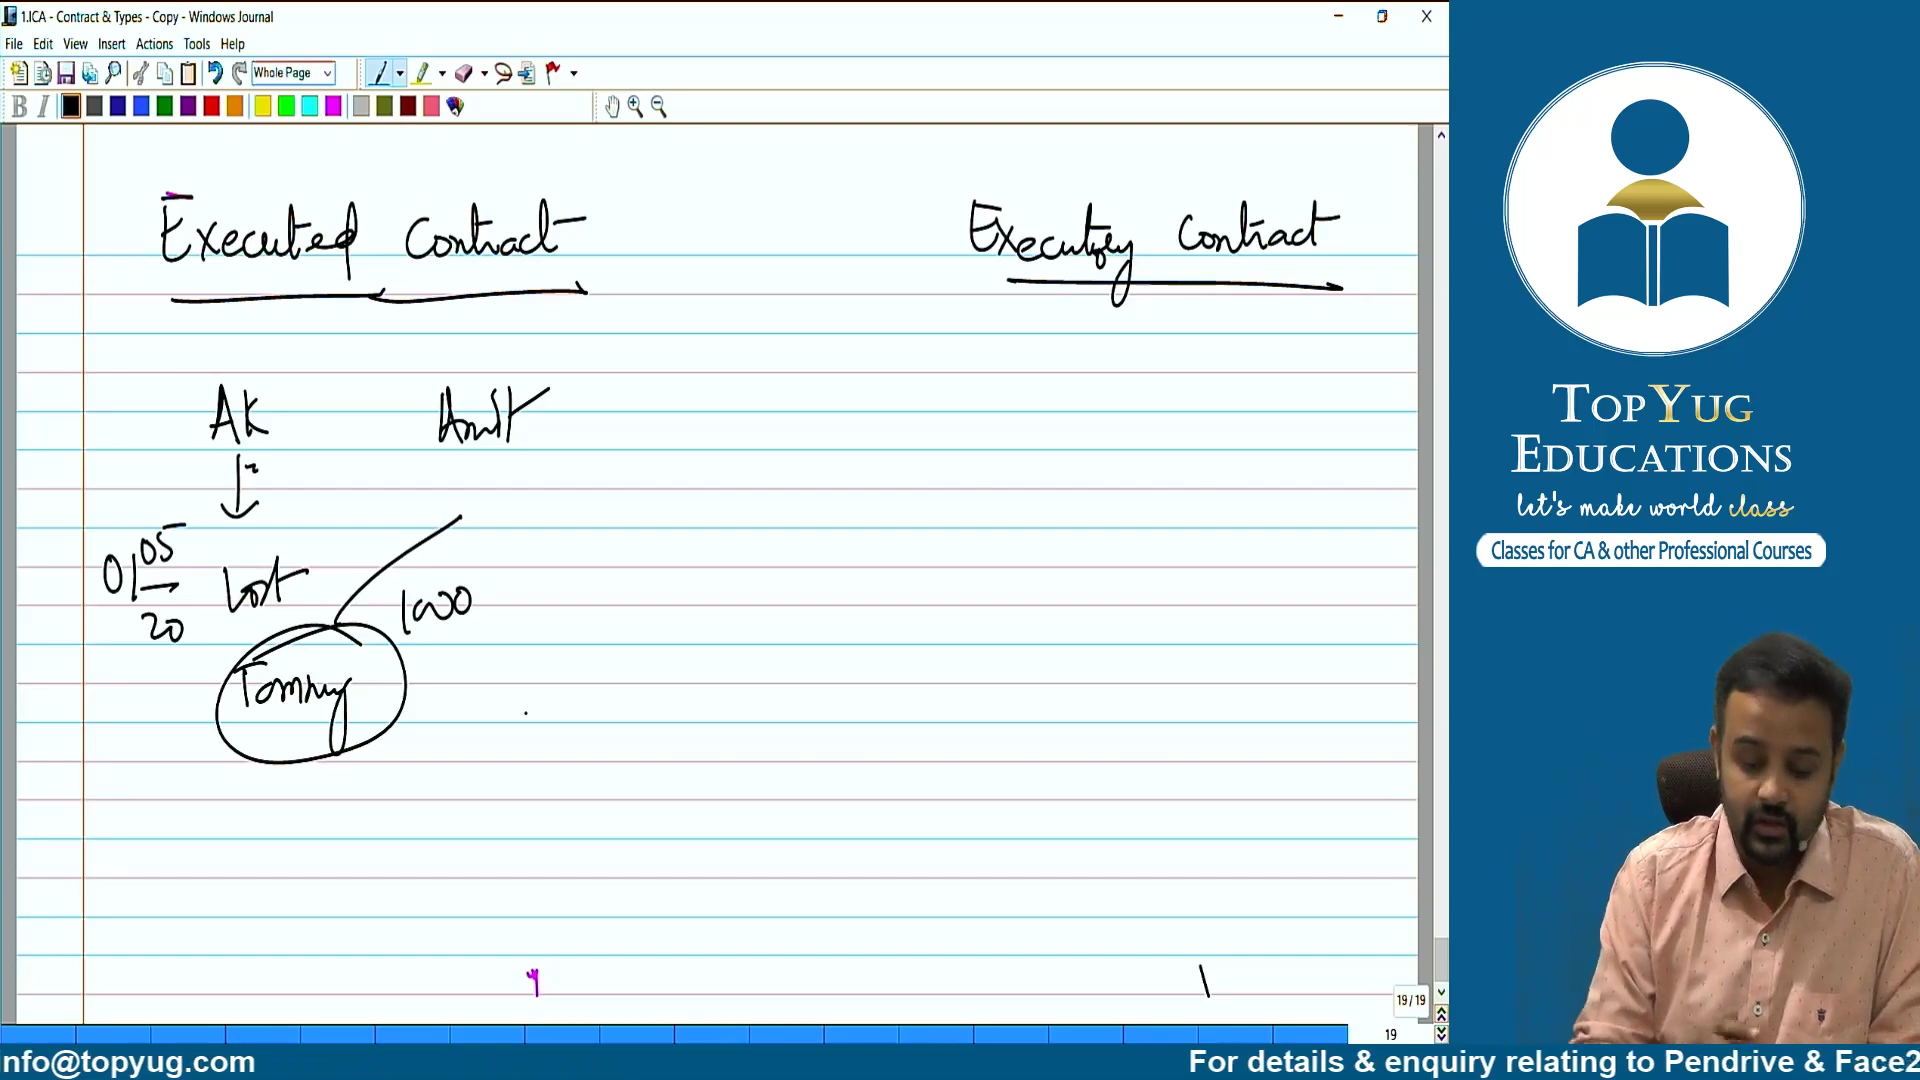 1.ICA - Contract & Types - Copy - Windows Journal
File Edit View Insert Actions Tools Help
Whole Page
B I
Executed Contract
Executory Contract
AK Amit
01 05 20
Lost
1000
Tommy
19 / 19
19
TOPYUG
EDUCATIONS
let's make world class
Classes for CA & other Professional Courses
Info@topyug.com
For details & enquiry relating to Pendrive & Face2